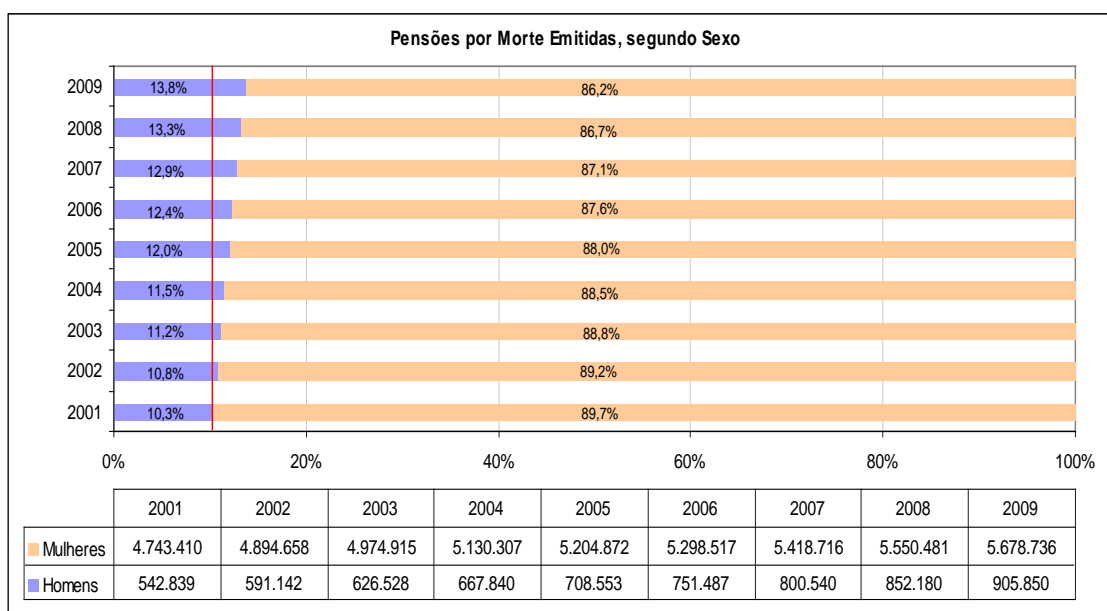 Pensões por Morte Emitidas, segundo Sexo
2009 13,8% 86,2%
2008 13,3% 86,7%
2007 12,9% 87,1%
2006 12,4% 87,6%
2005 12,0% 88,0%
2004 11,5% 88,5%
2003 11,2% 88,8%
2002 10,8% 89,2%
2001 10,3% 89,7%
0% 20% 40% 60% 80% 100%
2001 2002 2003 2004 2005 2006 2007 2008 2009
Mulheres 4.743.410 4.894.658 4.974.915 5.130.307 5.204.872 5.298.517 5.418.716 5.550.481 5.678.736
Homens 542.839 591.142 626.528 667.840 708.553 751.487 800.540 852.180 905.850